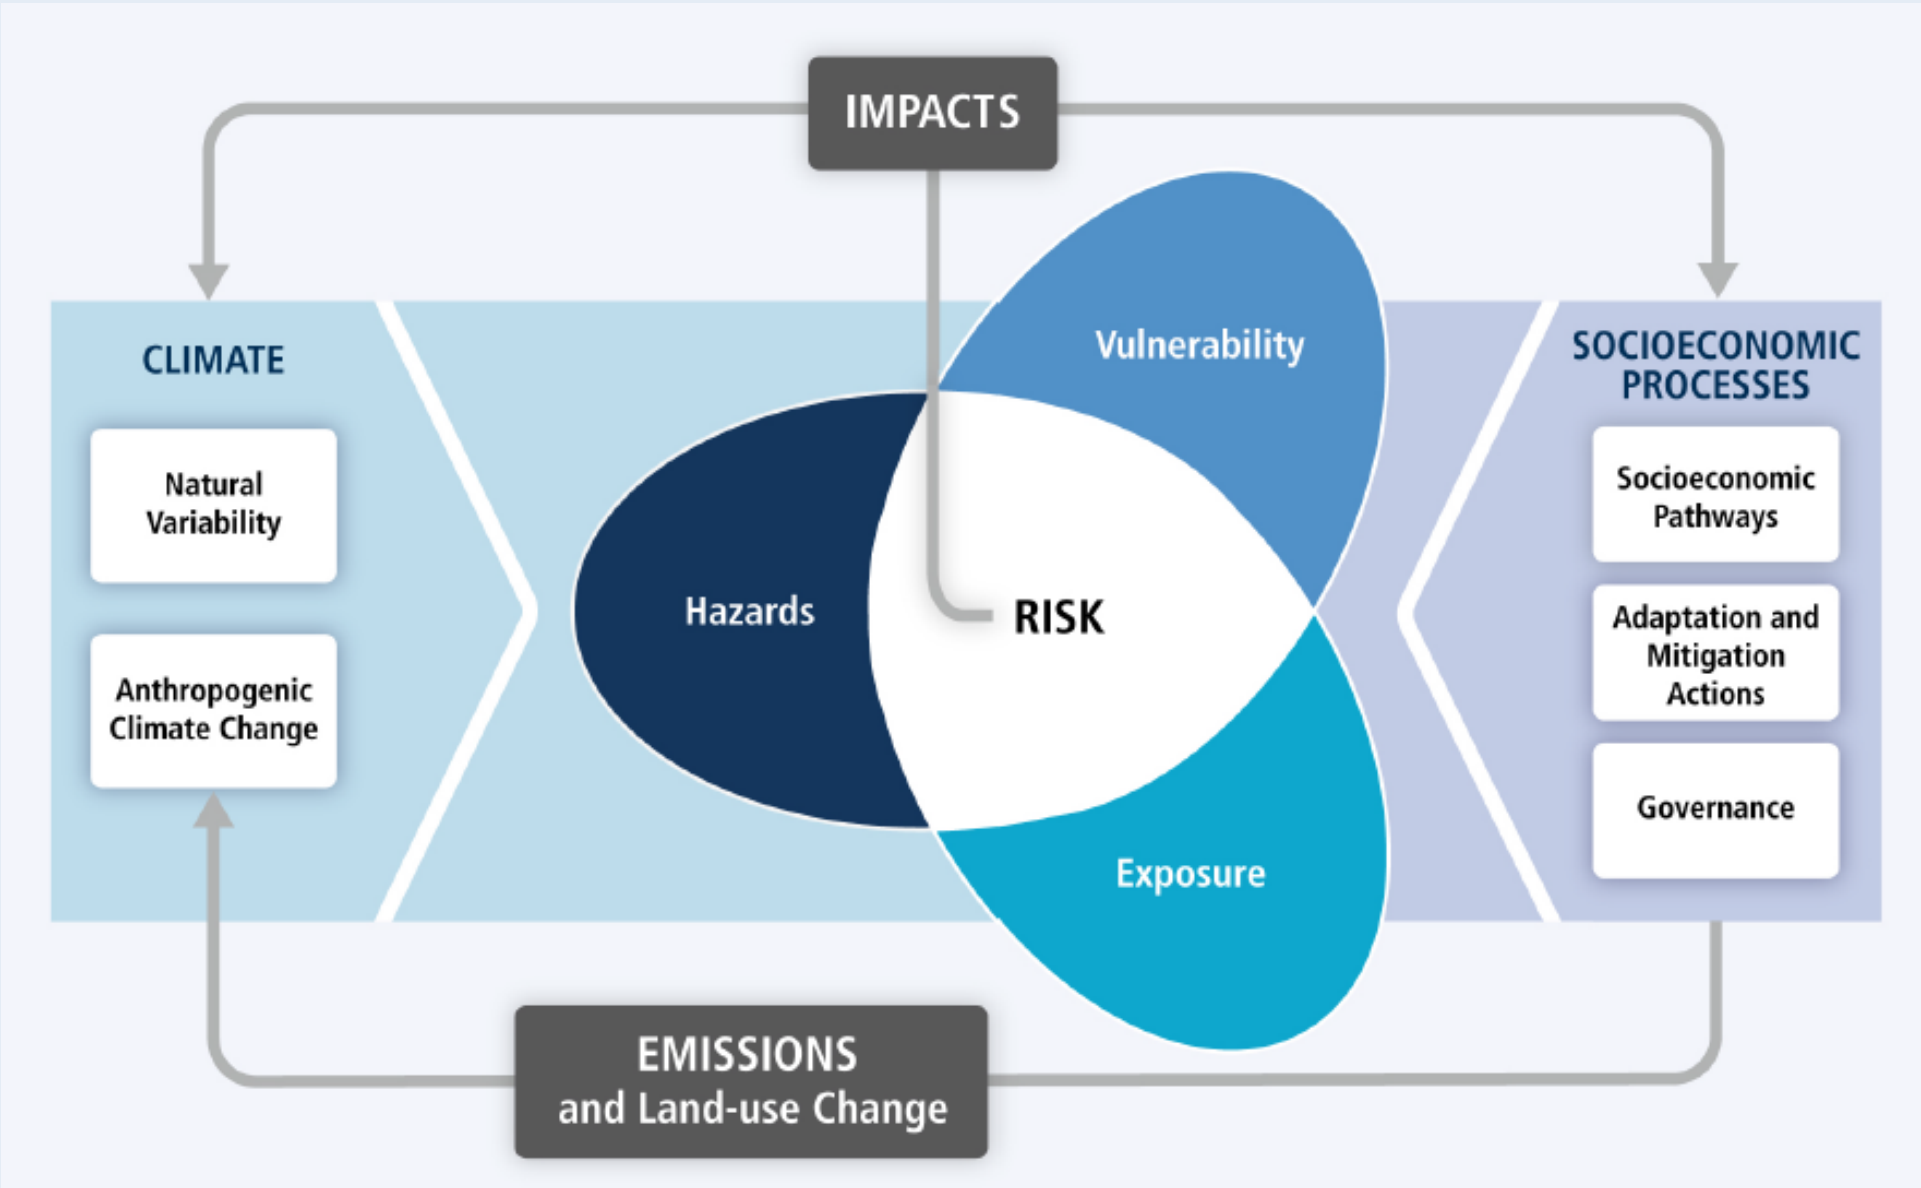 IMPACTS
Vulnerability
CLIMATE
Natural
Variability
Anthropogenic
Climate Change
Hazards
RISK
Exposure
SOCIOECONOMIC
PROCESSES
Socioeconomic
Pathways
Adaptation and
Mitigation
Actions
Governance
EMISSIONS
and Land-use Change